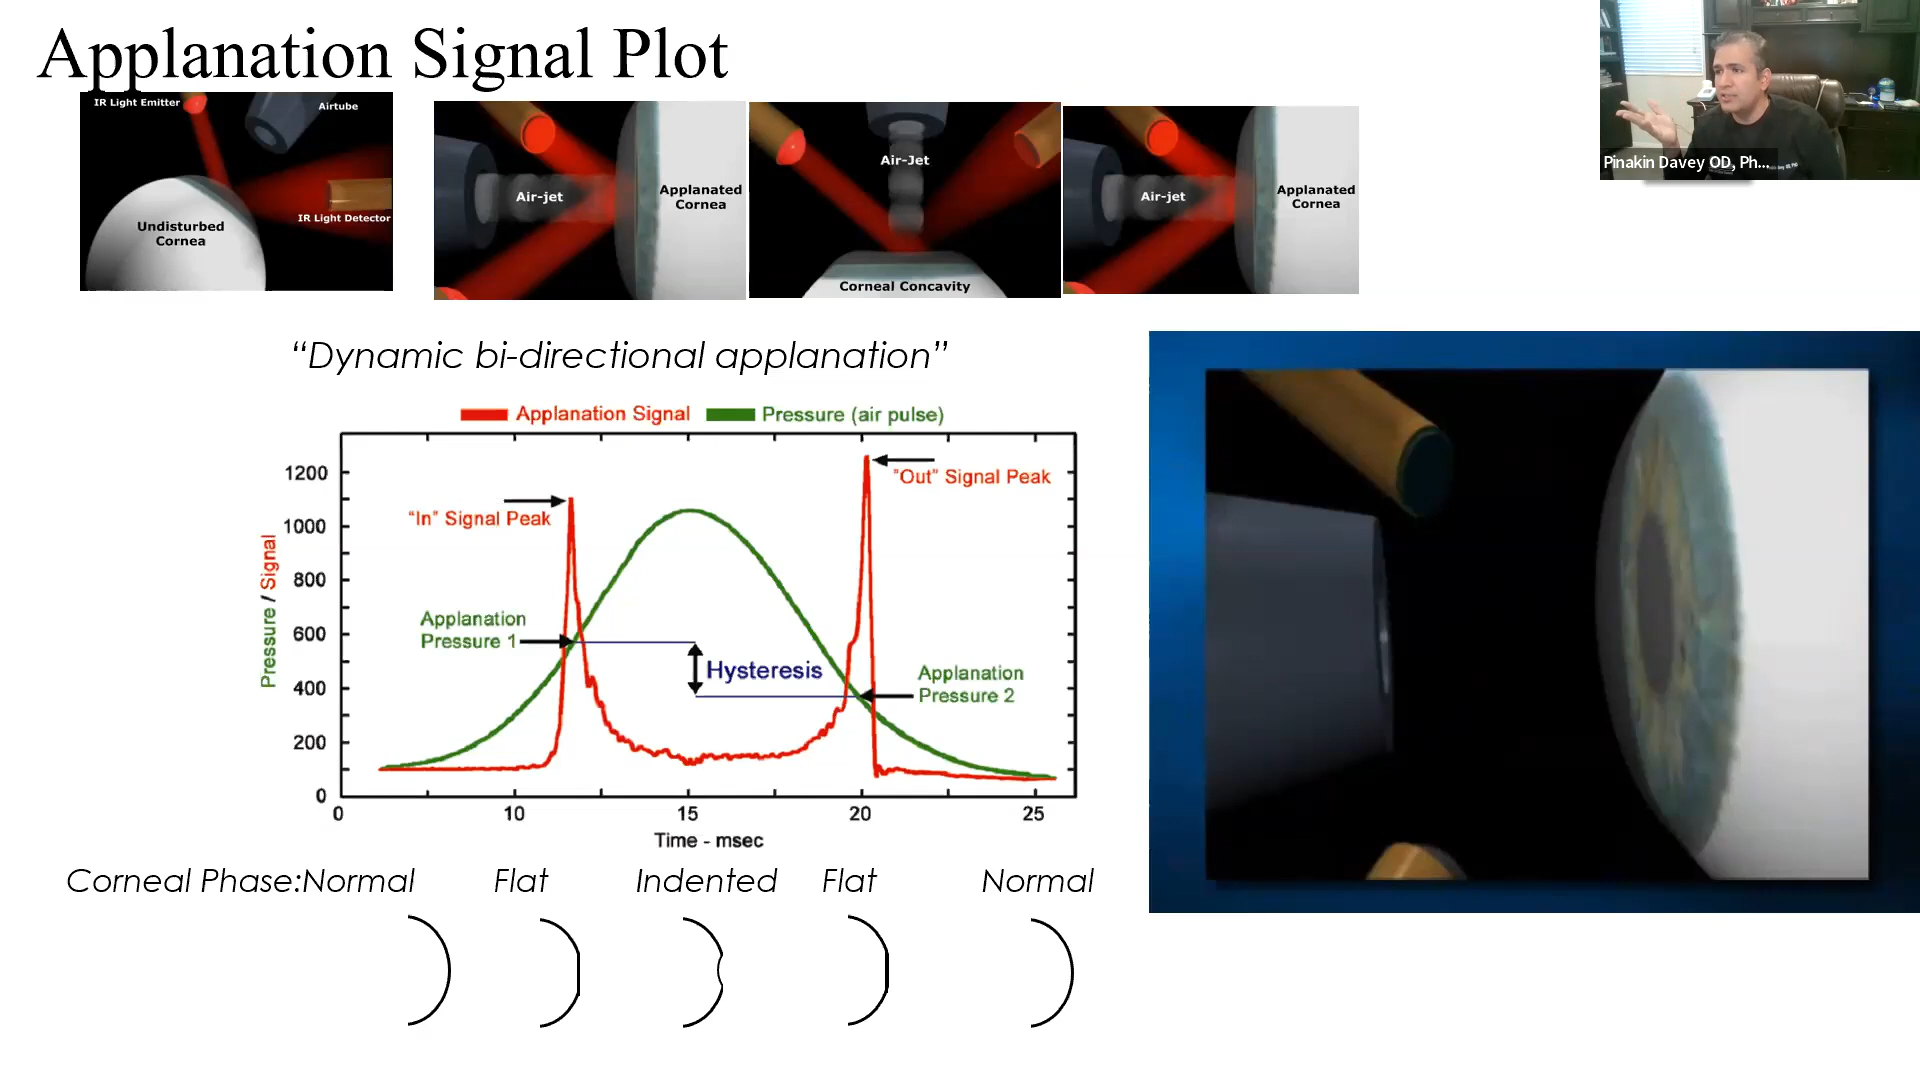 Applanation Signal Plot
IR Light Emitter
Airtube
Undisturbed
Cornea
IR Light Detector
Air-jet
Applanated
Cornea
Air-Jet
Corneal Concavity
Air-jet
Applanated
Cornea
Pinakin Davey OD, Ph...
“Dynamic bi-directional applanation”
Applanation Signal
Pressure (air pulse)
1200
1000
800
600
400
200
0
Pressure / Signal
"In" Signal Peak
"Out" Signal Peak
Applanation
Pressure 1
Hysteresis
Applanation
Pressure 2
0 10 15 20 25
Time - msec
Corneal Phase:Normal Flat Indented Flat Normal